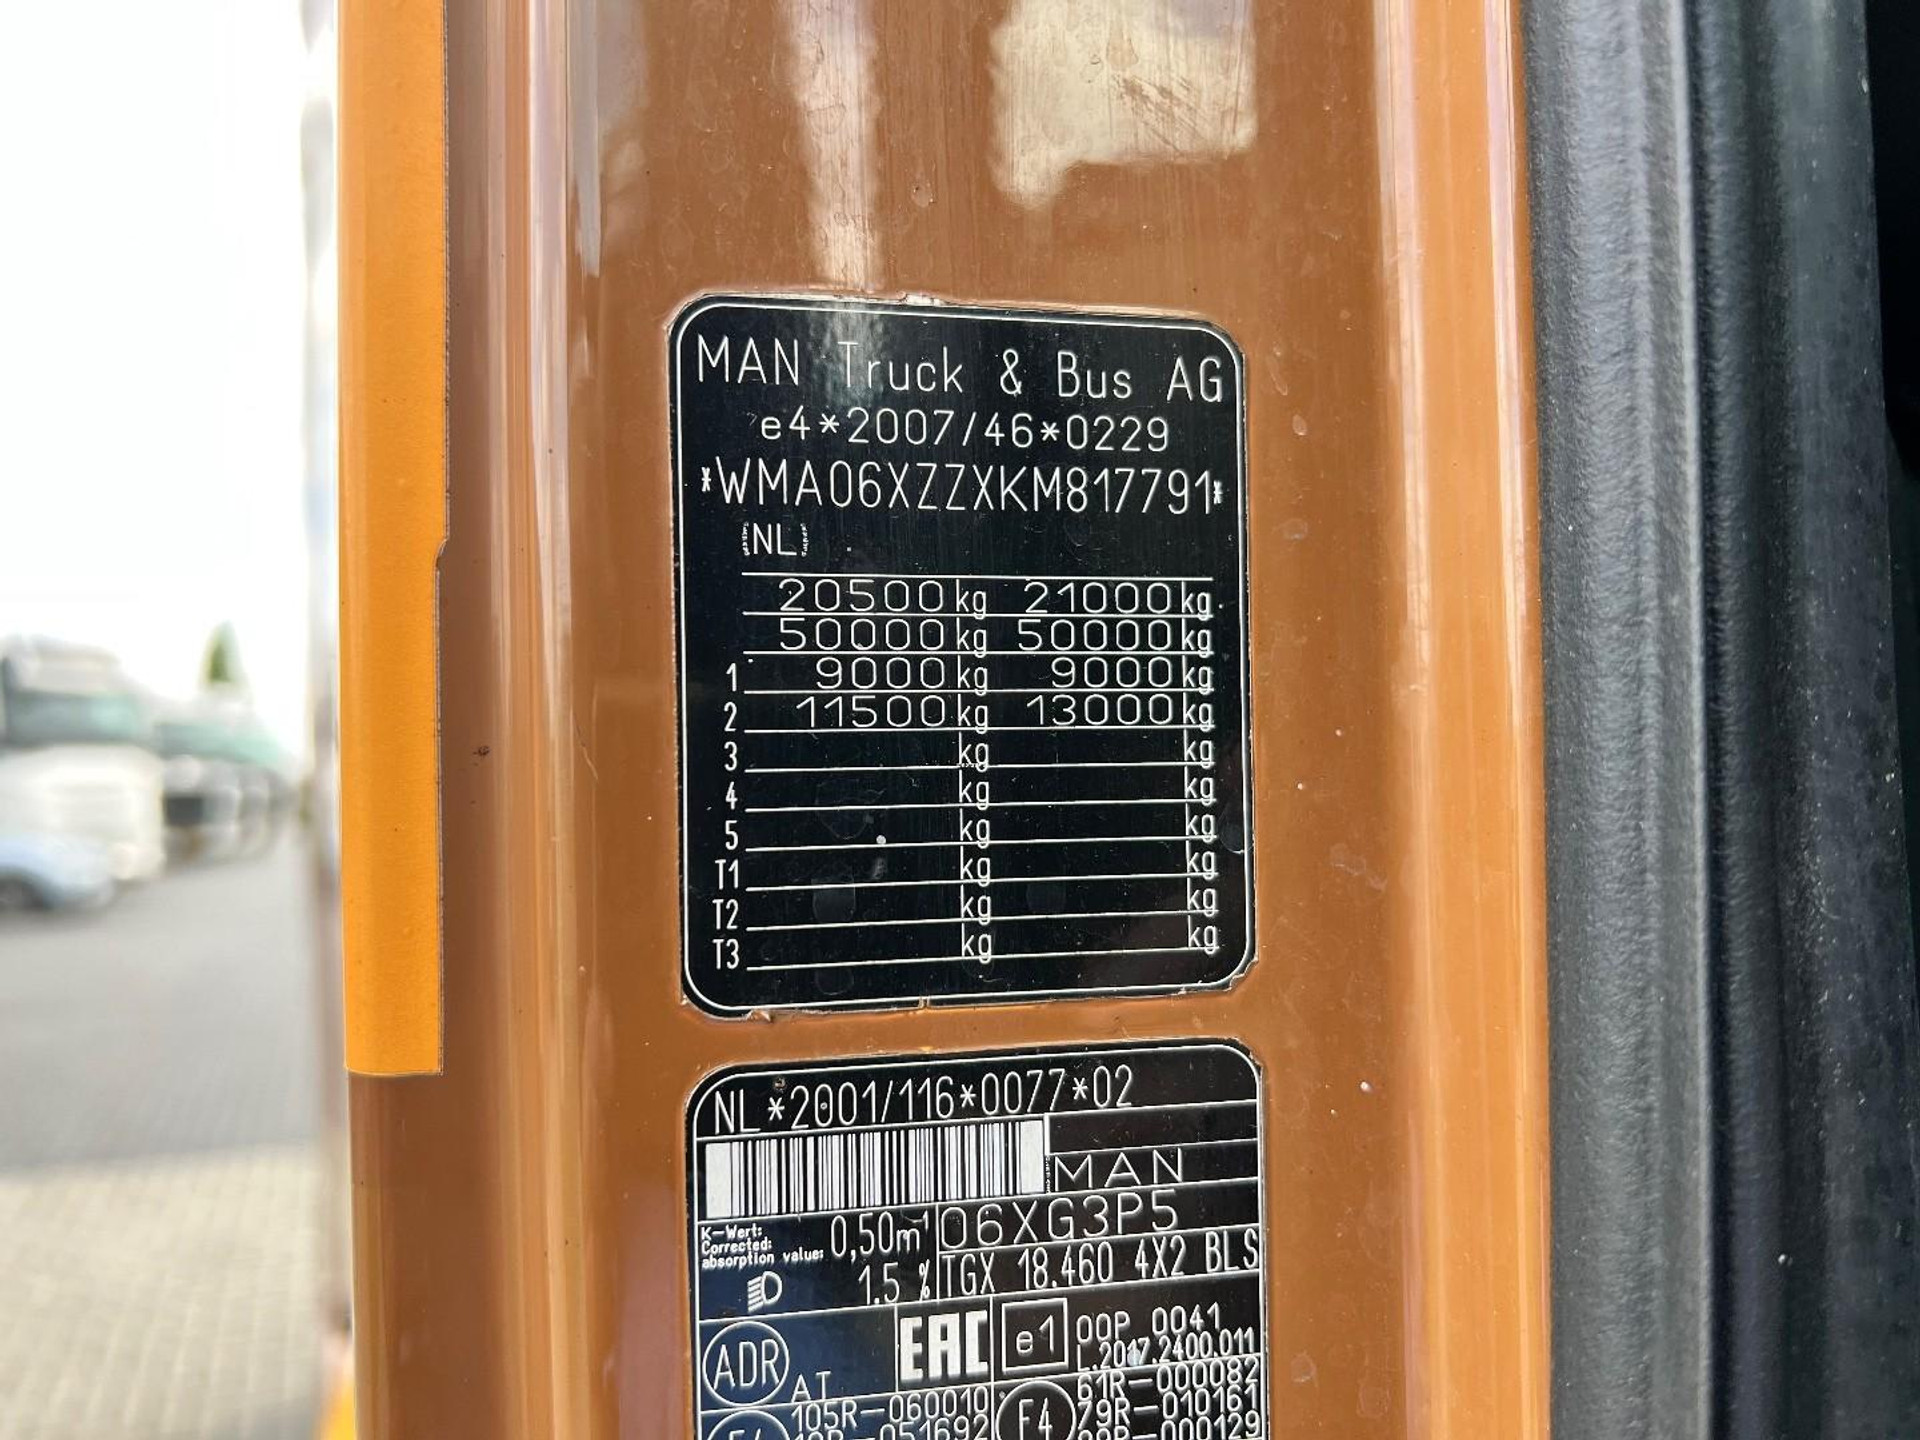 MAN Truck & Bus AG
e4*2007/46*0229
*WMA06XZZXKM817791*
NL
20500 kg 21000 kg
50000 kg 50000 kg
1 9000 kg 9000 kg
2 11500 kg 13000 kg
3 kg kg
4 kg kg
5 kg kg
T1 kg kg
T2 kg kg
T3 kg kg
NL*2001/116*0077*02
MAN
K-Wert:
Corrected:
absorption value: 0,50m⁻¹ 06XG3P5
1.5 % TGX 18.460 4X2 BLS
ADR AT EAC e1 00P 0041
L.2017.2400.011
61R-000082
105R-060010 E4 79R-010161
051692 000129